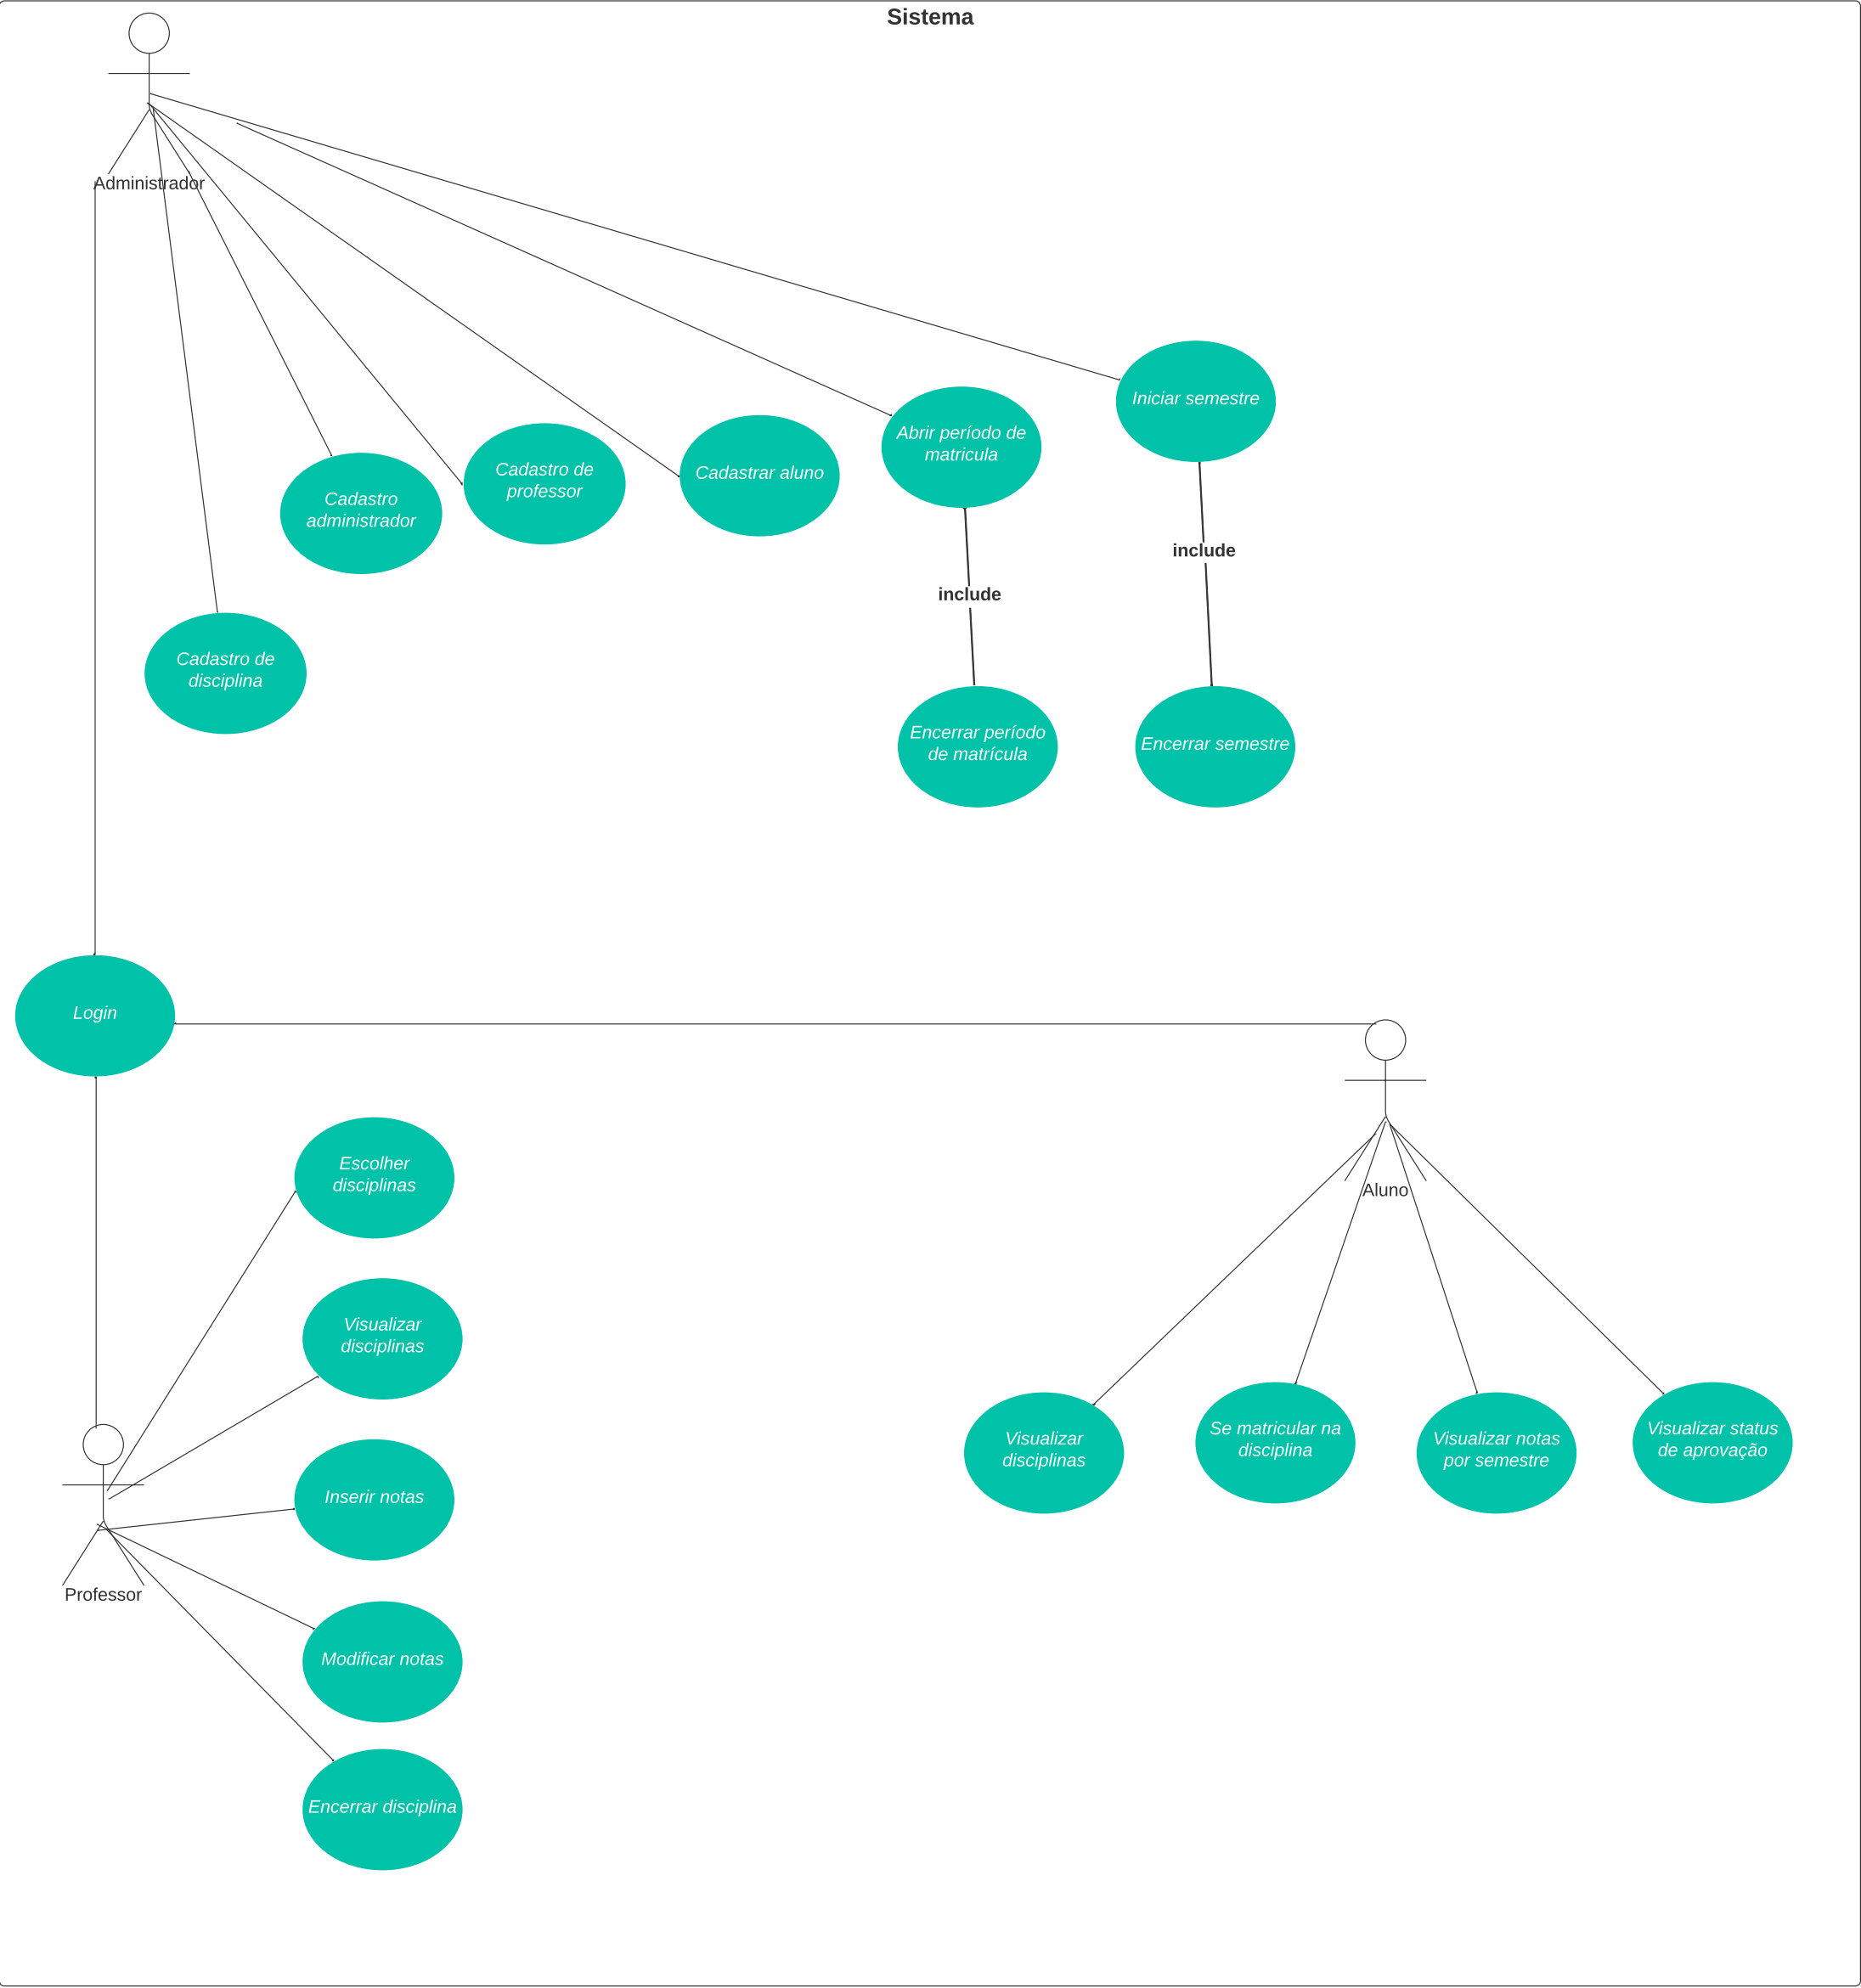 Sistema
Administrador
Iniciar semestre
Abrir período de
matricula
Cadastrar aluno
Cadastro de
professor
Cadastro
administrador
include
include
Cadastro de
disciplina
Encerrar período
de matrícula
Encerrar semestre
Login
Aluno
Escolher
disciplinas
Visualizar
disciplinas
Inserir notas
Professor
Modificar notas
Encerrar disciplina
Visualizar
disciplinas
Se matricular na
disciplina
Visualizar notas
por semestre
Visualizar status
de aprovação